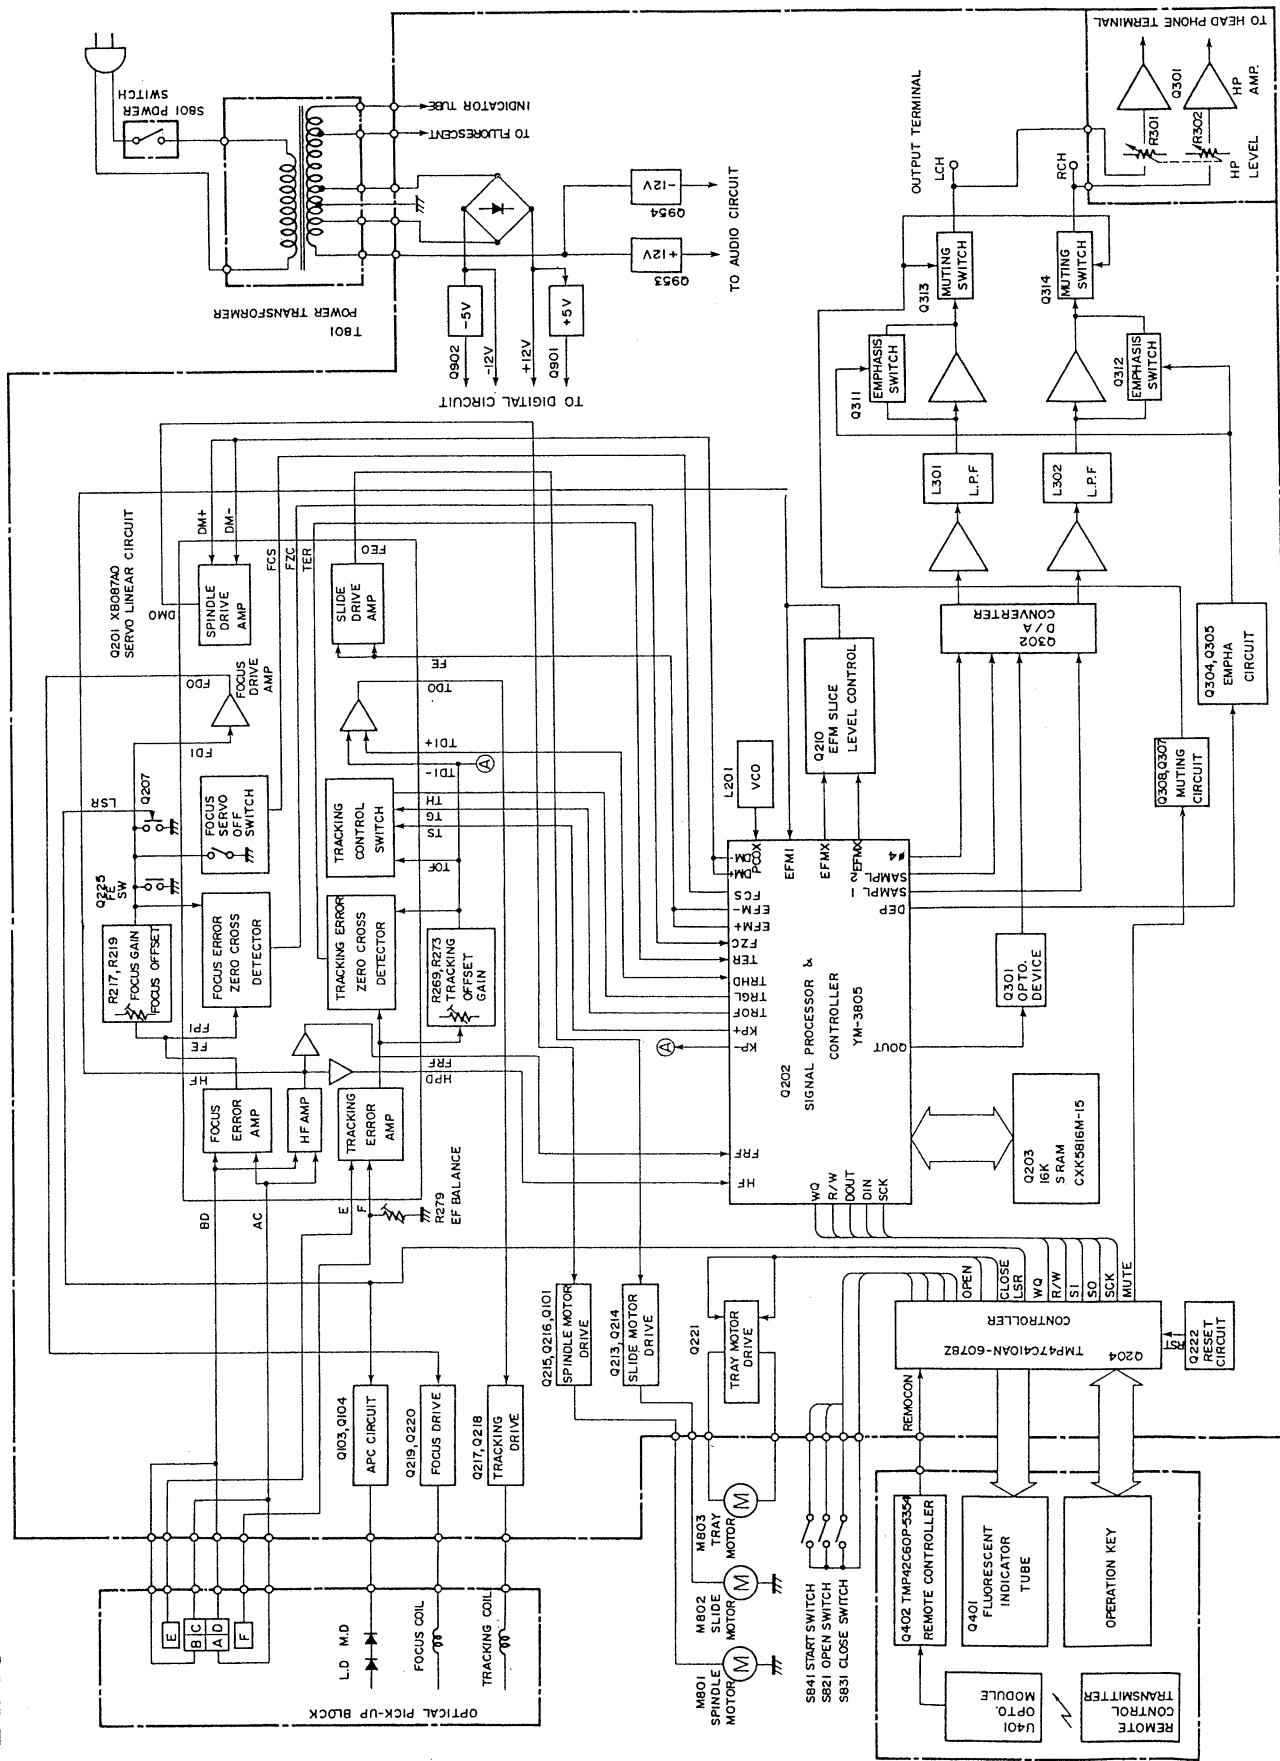 S801 POWER
SWITCH
T801
POWER TRANSFORMER
INDICATOR TUBE
TO FLUORESCENT
Q902
-5V
-12V
+12V
Q901
+5V
TO DIGITAL CIRCUIT
Q954
-12V
Q953
+12V
TO AUDIO CIRCUIT
OUTPUT TERMINAL
LCH
RCH
TO HEAD PHONE TERMINAL
Q301
HP
AMP.
R301
R302
HP
LEVEL
Q313
MUTING
SWITCH
Q314
MUTING
SWITCH
Q311
EMPHASIS
SWITCH
Q312
EMPHASIS
SWITCH
L301
L.P.F
L302
L.P.F
Q302
D/A
CONVERTER
Q304,Q305
EMPHA
CIRCUIT
Q308,Q307
MUTING
CIRCUIT
Q201 XB087A0
SERVO LINEAR CIRCUIT
DM+
DM-
DMO
SPINDLE
DRIVE
AMP
FCS
FZC
TER
FEO
SLIDE
DRIVE
AMP
FE
FDO
FOCUS
DRIVE
AMP
FD1
TDO
TD1+
TD1-
A
LSR
Q207
FOCUS
SERVO
OFF
SWITCH
TRACKING
CONTROL
SWITCH
TH
TG
TS
TOF
Q225
FE
SW
R217,R219
FOCUS GAIN
FOCUS OFFSET
FOCUS ERROR
ZERO CROSS
DETECTOR
TRACKING ERROR
ZERO CROSS
DETECTOR
R269,R273
TRACKING
OFFSET
GAIN
FP1
FE
HF
FRF
HPD
FOCUS
ERROR
AMP
HF AMP
TRACKING
ERROR
AMP
BD
AC
E
F
R279
EF BALANCE
L201
VCO
Q210
EFM SLICE
LEVEL CONTROL
PCOX
EFM1
EFMX
EFMX
DM-
DM+
FCS
EFM-
EFM+
FZC
TER
TRHD
TRGL
TROF
KP+
KP-
A
FRF
HF
Q202
SIGNAL PROCESSOR &
CONTROLLER
YM-3805
ø4
SAMPL 2
SAMPL 1
DEP
QOUT
WQ
R/W
DOUT
DIN
SCK
Q301
OPTO.
DEVICE
Q203
16K
S RAM
CXK5816M-15
Q103,Q104
APC CIRCUIT
Q219,Q220
FOCUS DRIVE
Q217,Q218
TRACKING
DRIVE
Q215,Q216,Q101
SPINDLE MOTOR
DRIVE
Q213,Q214
SLIDE MOTOR
DRIVE
Q221
TRAY MOTOR
DRIVE
OPEN
CLOSE
LSR
WQ
R/W
S1
SO
SCK
MUTE
CONTROLLER
TMP47C410AN-6078Z
Q204
REMOCON
RST
Q222
RESET
CIRCUIT
E
B C
A D
F
L.D M.D
FOCUS COIL
TRACKING COIL
OPTICAL PICK-UP BLOCK
M803
TRAY
MOTOR
M
M802
SLIDE
MOTOR
M
M801
SPINDLE
MOTOR
M
S841 START SWITCH
S821 OPEN SWITCH
S831 CLOSE SWITCH
Q402 TMP42C60P-5354
REMOTE CONTROLLER
Q401
FLUORESCENT
INDICATOR
TUBE
OPERATION KEY
U401
OPTO.
MODULE
REMOTE
CONTROL
TRANSMITTER